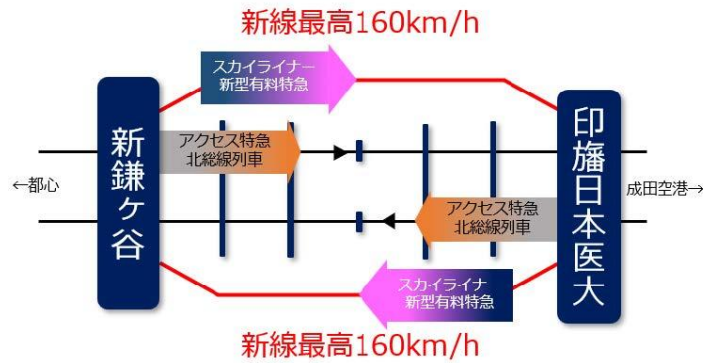 新線最高160km/h
スカイライナー
新型有料特急
新鎌ヶ谷
印旛日本医大
アクセス特急
北総線列車
←都心
成田空港→
アクセス特急
北総線列車
スカイライナ
新型有料特急
新線最高160km/h